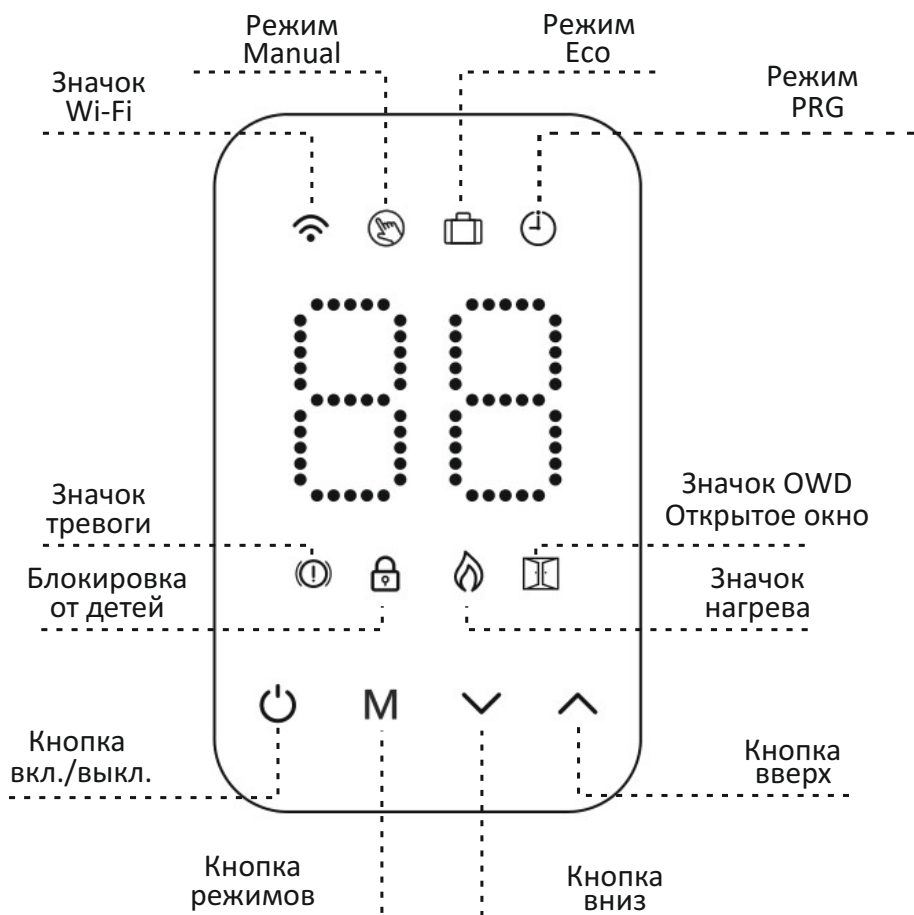 Режим
Manual
Режим
Eco
Значок
Wi-Fi
Режим
PRG
88
Значок
тревоги
Значок OWD
Открытое окно
Блокировка
от детей
Значок
нагрева
M
Кнопка
вкл./выкл.
Кнопка
вверх
Кнопка
режимов
Кнопка
вниз